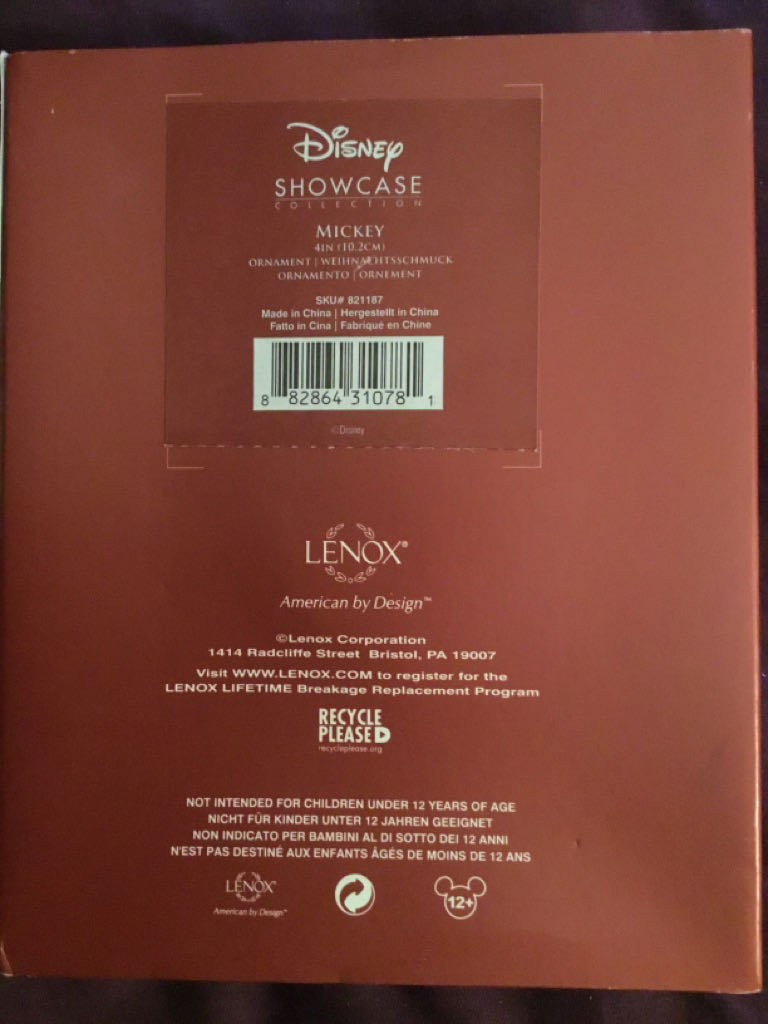 Disney
SHOWCASE
COLLECTION
MICKEY
4IN (10.2CM)
ORNAMENT | WEIHNACHTSSCHMUCK
ORNAMENTO | ORNEMENT
SKU# 821187
Made in China | Hergestellt in China
Fatto in Cina | Fabriqué en Chine
8 82864 31078 1
©Disney
LENOX®
American by Design™
©Lenox Corporation
1414 Radcliffe Street Bristol, PA 19007
Visit WWW.LENOX.COM to register for the
LENOX LIFETIME Breakage Replacement Program
RECYCLE
PLEASE
recycleplease.org
NOT INTENDED FOR CHILDREN UNDER 12 YEARS OF AGE
NICHT FÜR KINDER UNTER 12 JAHREN GEEIGNET
NON INDICATO PER BAMBINI AL DI SOTTO DEI 12 ANNI
N'EST PAS DESTINÉ AUX ENFANTS ÂGÉS DE MOINS DE 12 ANS
LENOX®
American by Design™
12+